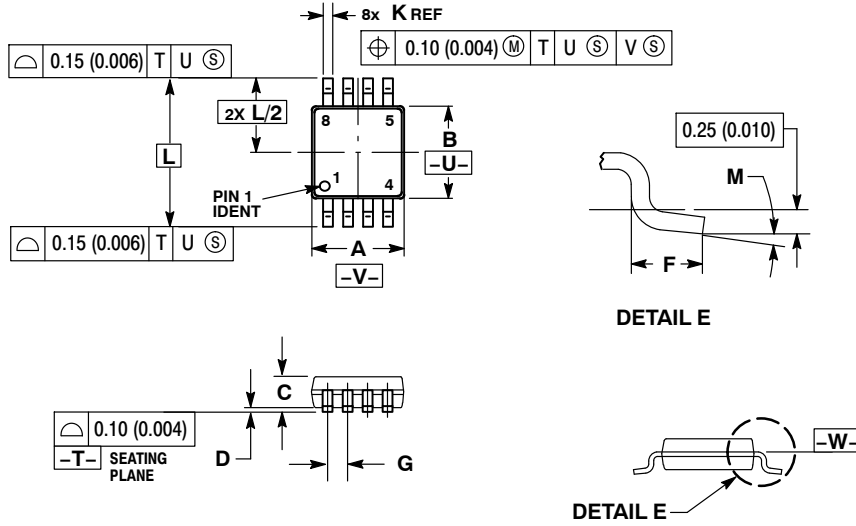 8x K REF
⌖ 0.10 (0.004) Ⓜ T U Ⓢ V Ⓢ
⌓ 0.15 (0.006) T U Ⓢ
2X L/2
8 5
B
-U-
L
0.25 (0.010)
M
PIN 1
IDENT
1
4
⌓ 0.15 (0.006) T U Ⓢ
A
-V-
F
DETAIL E
C
⌓ 0.10 (0.004)
-T- SEATING
PLANE
D
G
-W-
DETAIL E